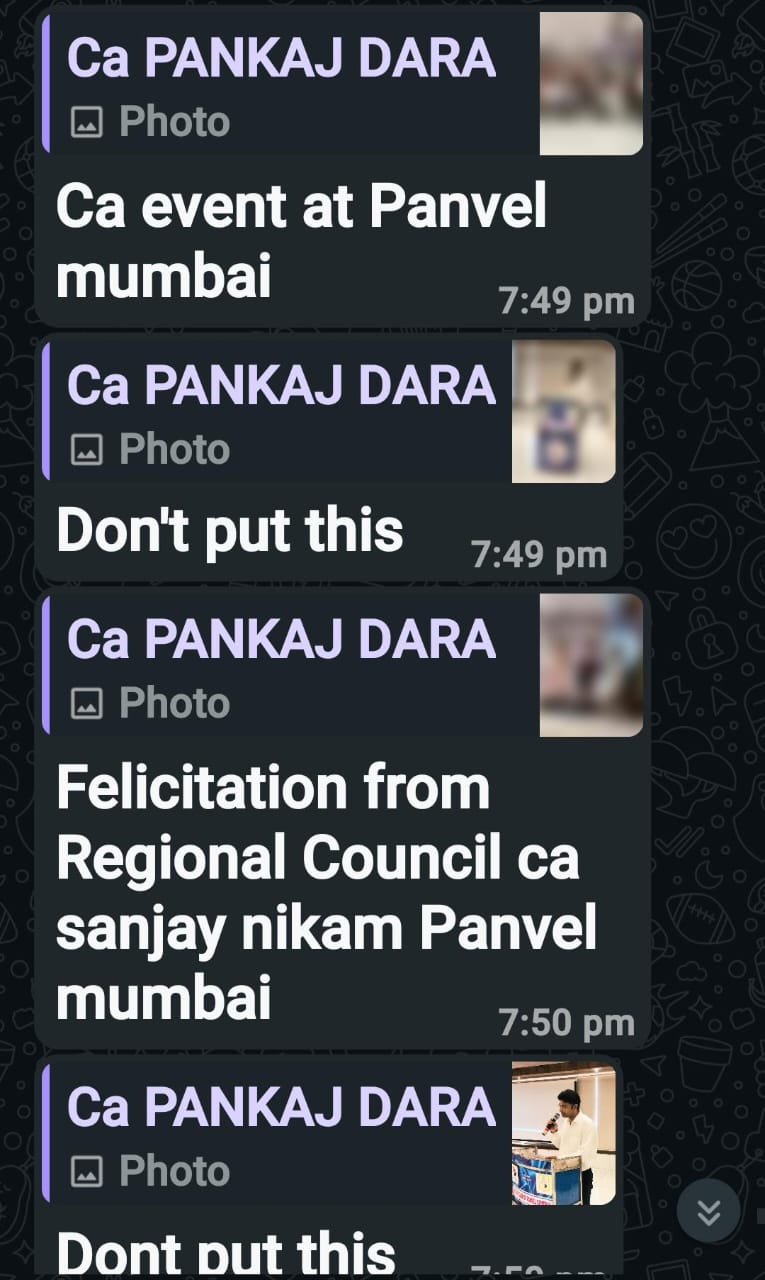 Ca PANKAJ DARA
Photo
Ca event at Panvel
mumbai
7:49 pm
Ca PANKAJ DARA
Photo
Don't put this
7:49 pm
Ca PANKAJ DARA
Photo
Felicitation from
Regional Council ca
sanjay nikam Panvel
mumbai
7:50 pm
Ca PANKAJ DARA
Photo
Dont put this